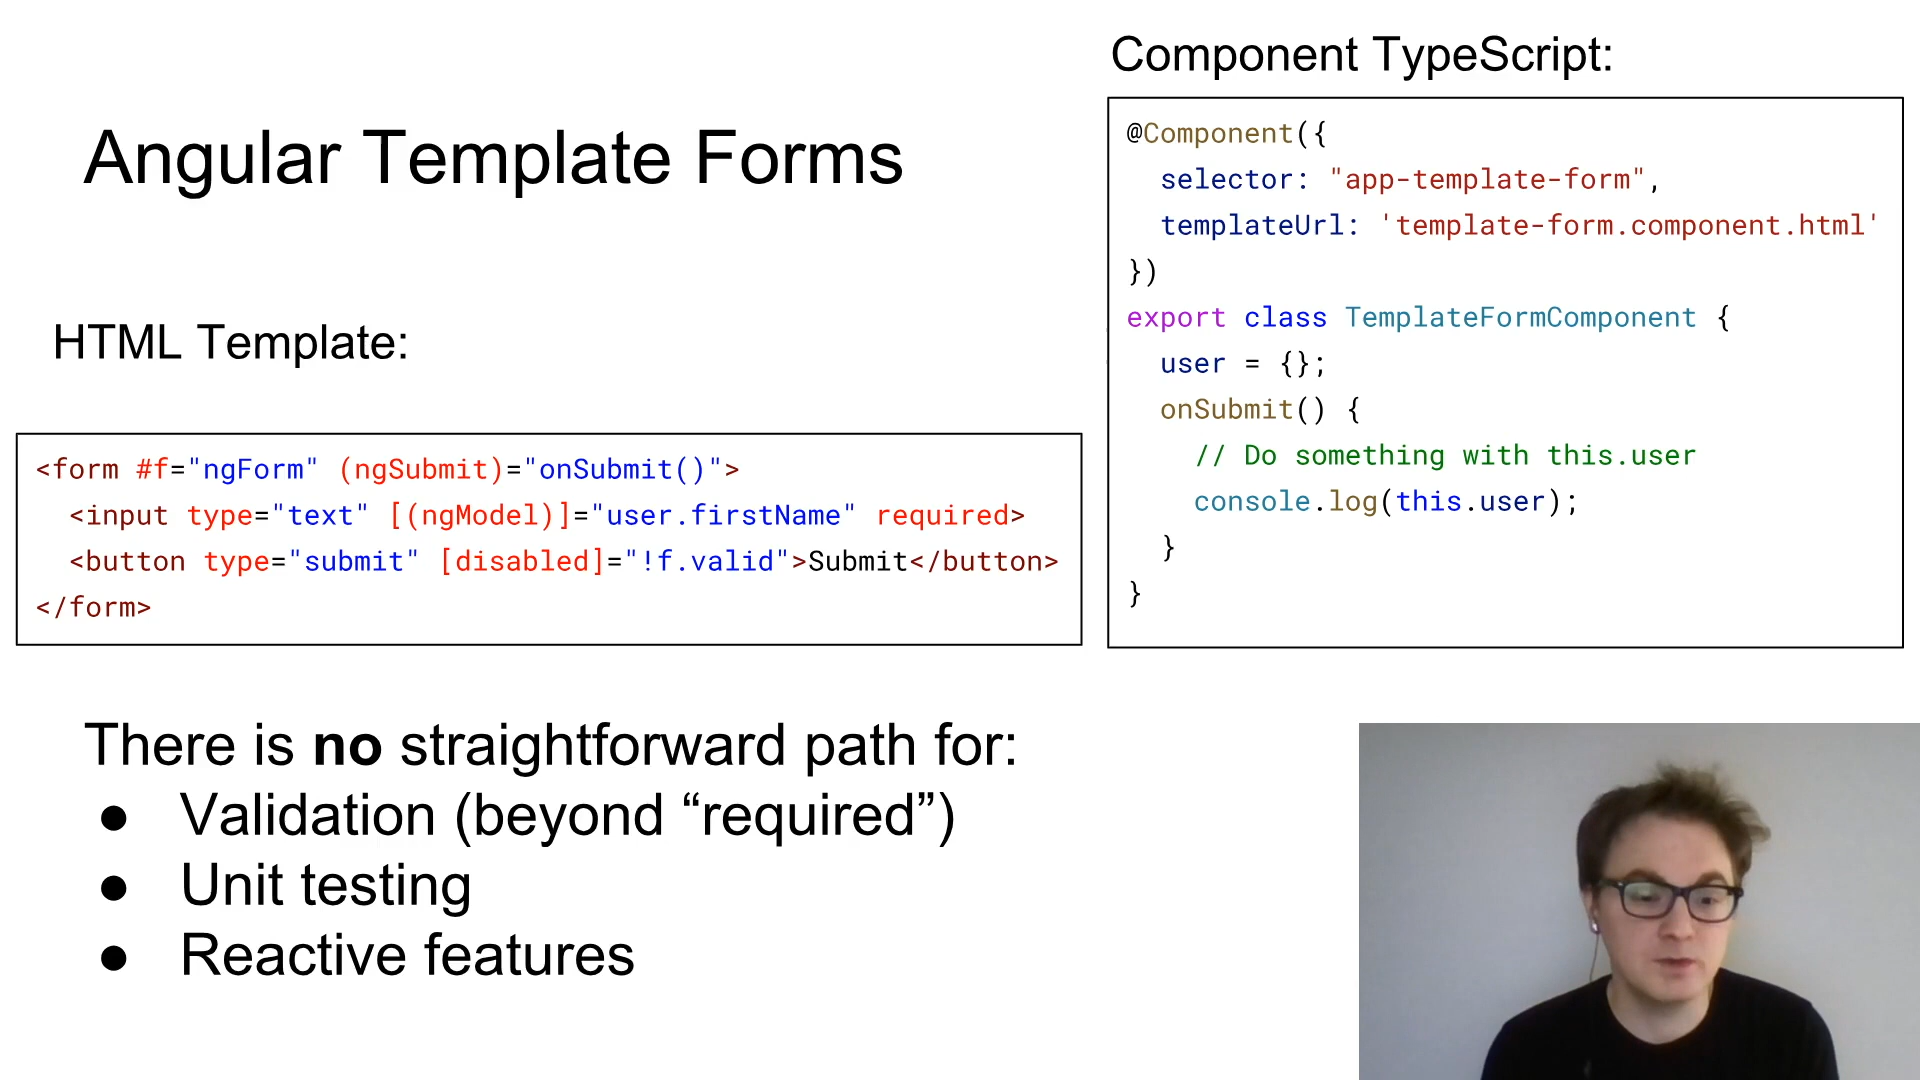 Angular Template Forms
HTML Template:
<form #f="ngForm" (ngSubmit)="onSubmit()">
  <input type="text" [(ngModel)]="user.firstName" required>
  <button type="submit" [disabled]="!f.valid">Submit</button>
</form>
Component TypeScript:
@Component({
  selector: "app-template-form",
  templateUrl: 'template-form.component.html'
})
export class TemplateFormComponent {
  user = {};
  onSubmit() {
    // Do something with this.user
    console.log(this.user);
  }
}
There is no straightforward path for:
● Validation (beyond “required”)
● Unit testing
● Reactive features